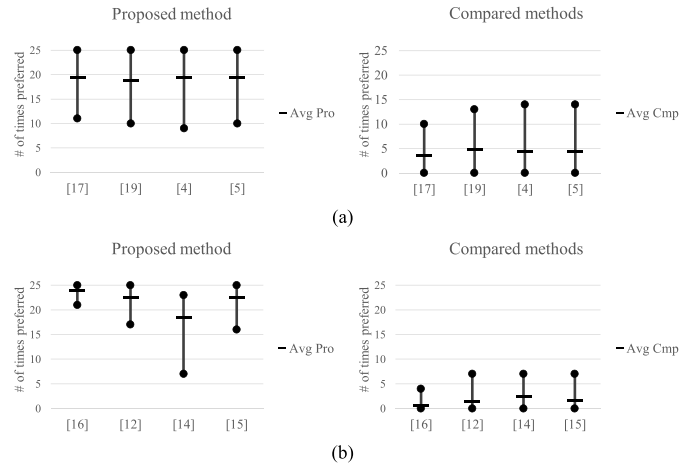 Proposed method
25
20
15
10
5
0
# of times preferred
[17] [19] [4] [5]
Avg Pro
Compared methods
25
20
15
10
5
0
# of times preferred
[17] [19] [4] [5]
Avg Cmp
(a)
Proposed method
25
20
15
10
5
0
# of times preferred
[16] [12] [14] [15]
Avg Pro
Compared methods
25
20
15
10
5
0
# of times preferred
[16] [12] [14] [15]
Avg Cmp
(b)